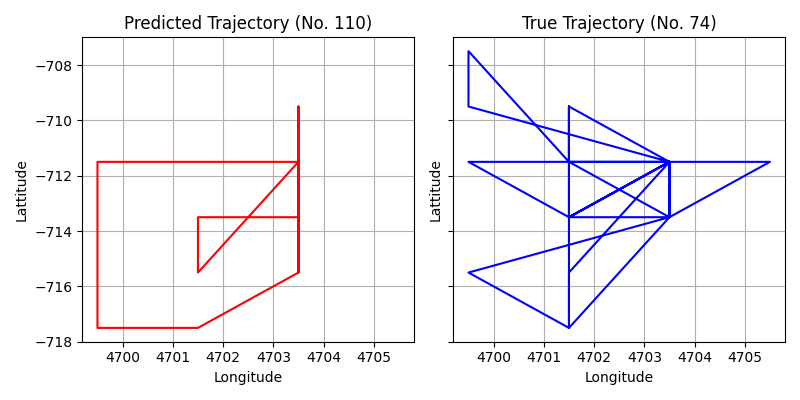 Predicted Trajectory (No. 110)
True Trajectory (No. 74)
Lattitude
−708
−710
−712
−714
−716
−718
4700 4701 4702 4703 4704 4705
Longitude
Lattitude
4700 4701 4702 4703 4704 4705
Longitude